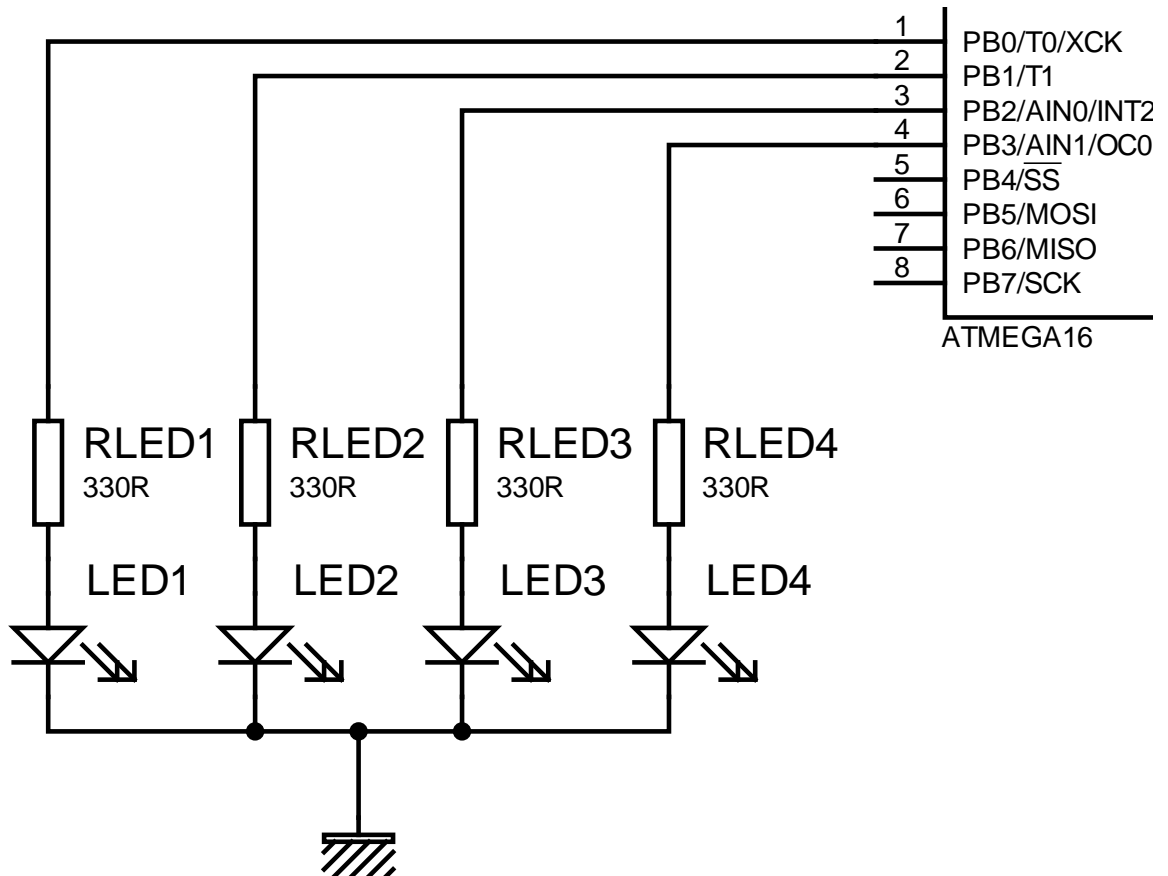 1 PB0/T0/XCK
2 PB1/T1
3 PB2/AIN0/INT2
4 PB3/AIN1/OC0
5 PB4/SS
6 PB5/MOSI
7 PB6/MISO
8 PB7/SCK
ATMEGA16
RLED1 RLED2 RLED3 RLED4
330R 330R 330R 330R
LED1 LED2 LED3 LED4